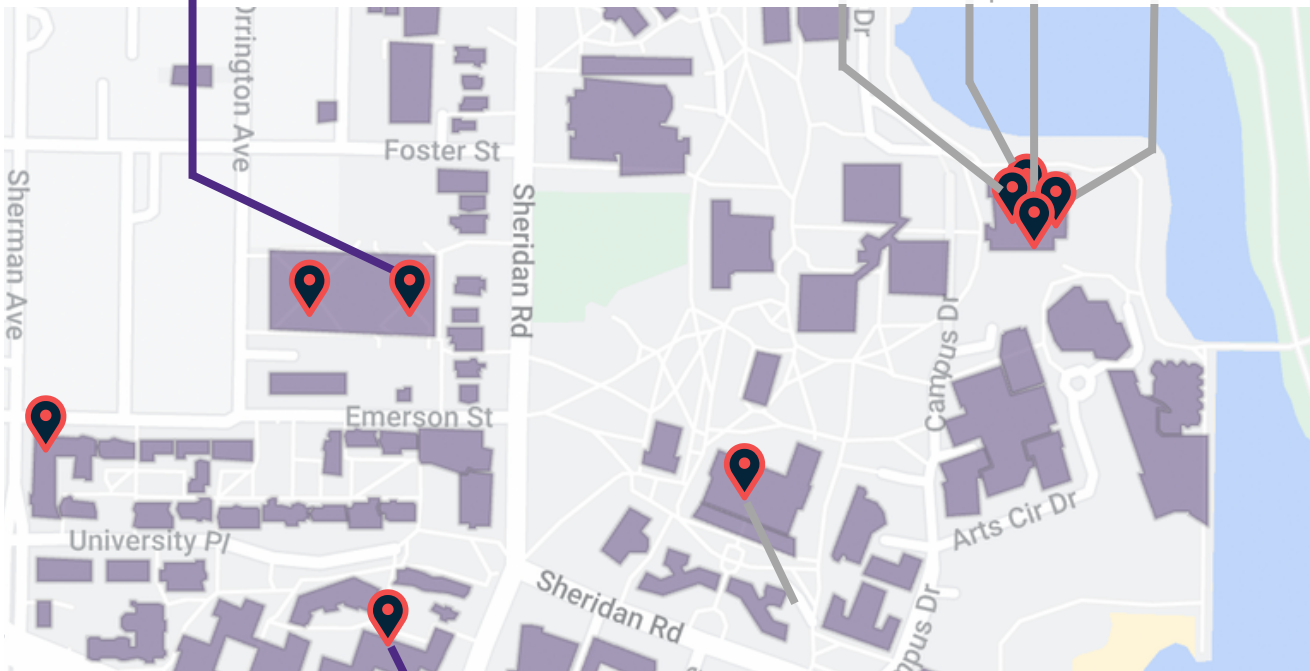 Orrington Ave
Dr
Foster St
Sherman Ave
Sheridan Rd
Campus Dr
Emerson St
Arts Cir Dr
University Pl
Sheridan Rd